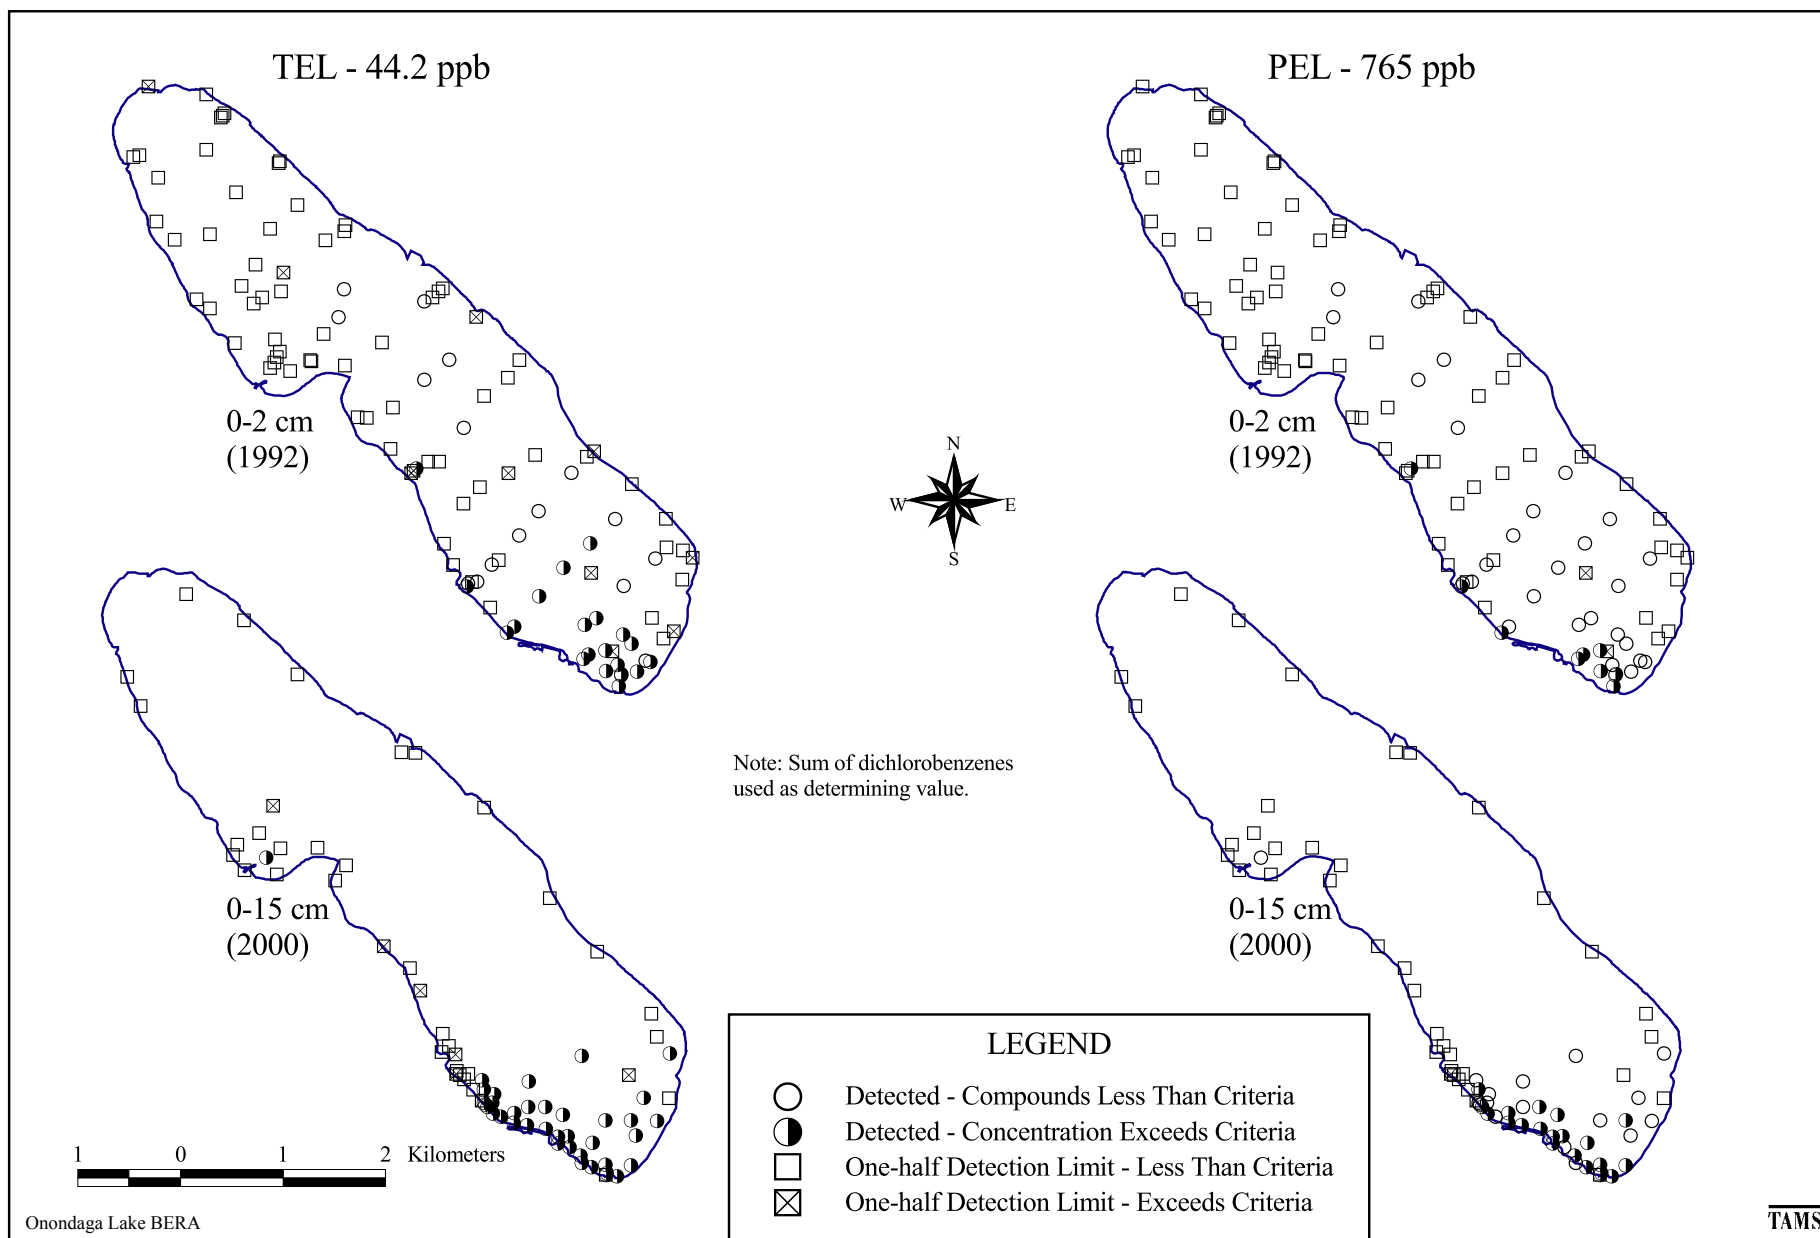 TEL - 44.2 ppb
PEL - 765 ppb
0-2 cm
(1992)
0-2 cm
(1992)
N
W
E
S
0-15 cm
(2000)
0-15 cm
(2000)
Note: Sum of dichlorobenzenes
used as determining value.
LEGEND
Detected - Compounds Less Than Criteria
Detected - Concentration Exceeds Criteria
One-half Detection Limit - Less Than Criteria
One-half Detection Limit - Exceeds Criteria
1 0 1 2 Kilometers
Onondaga Lake BERA
TAMS